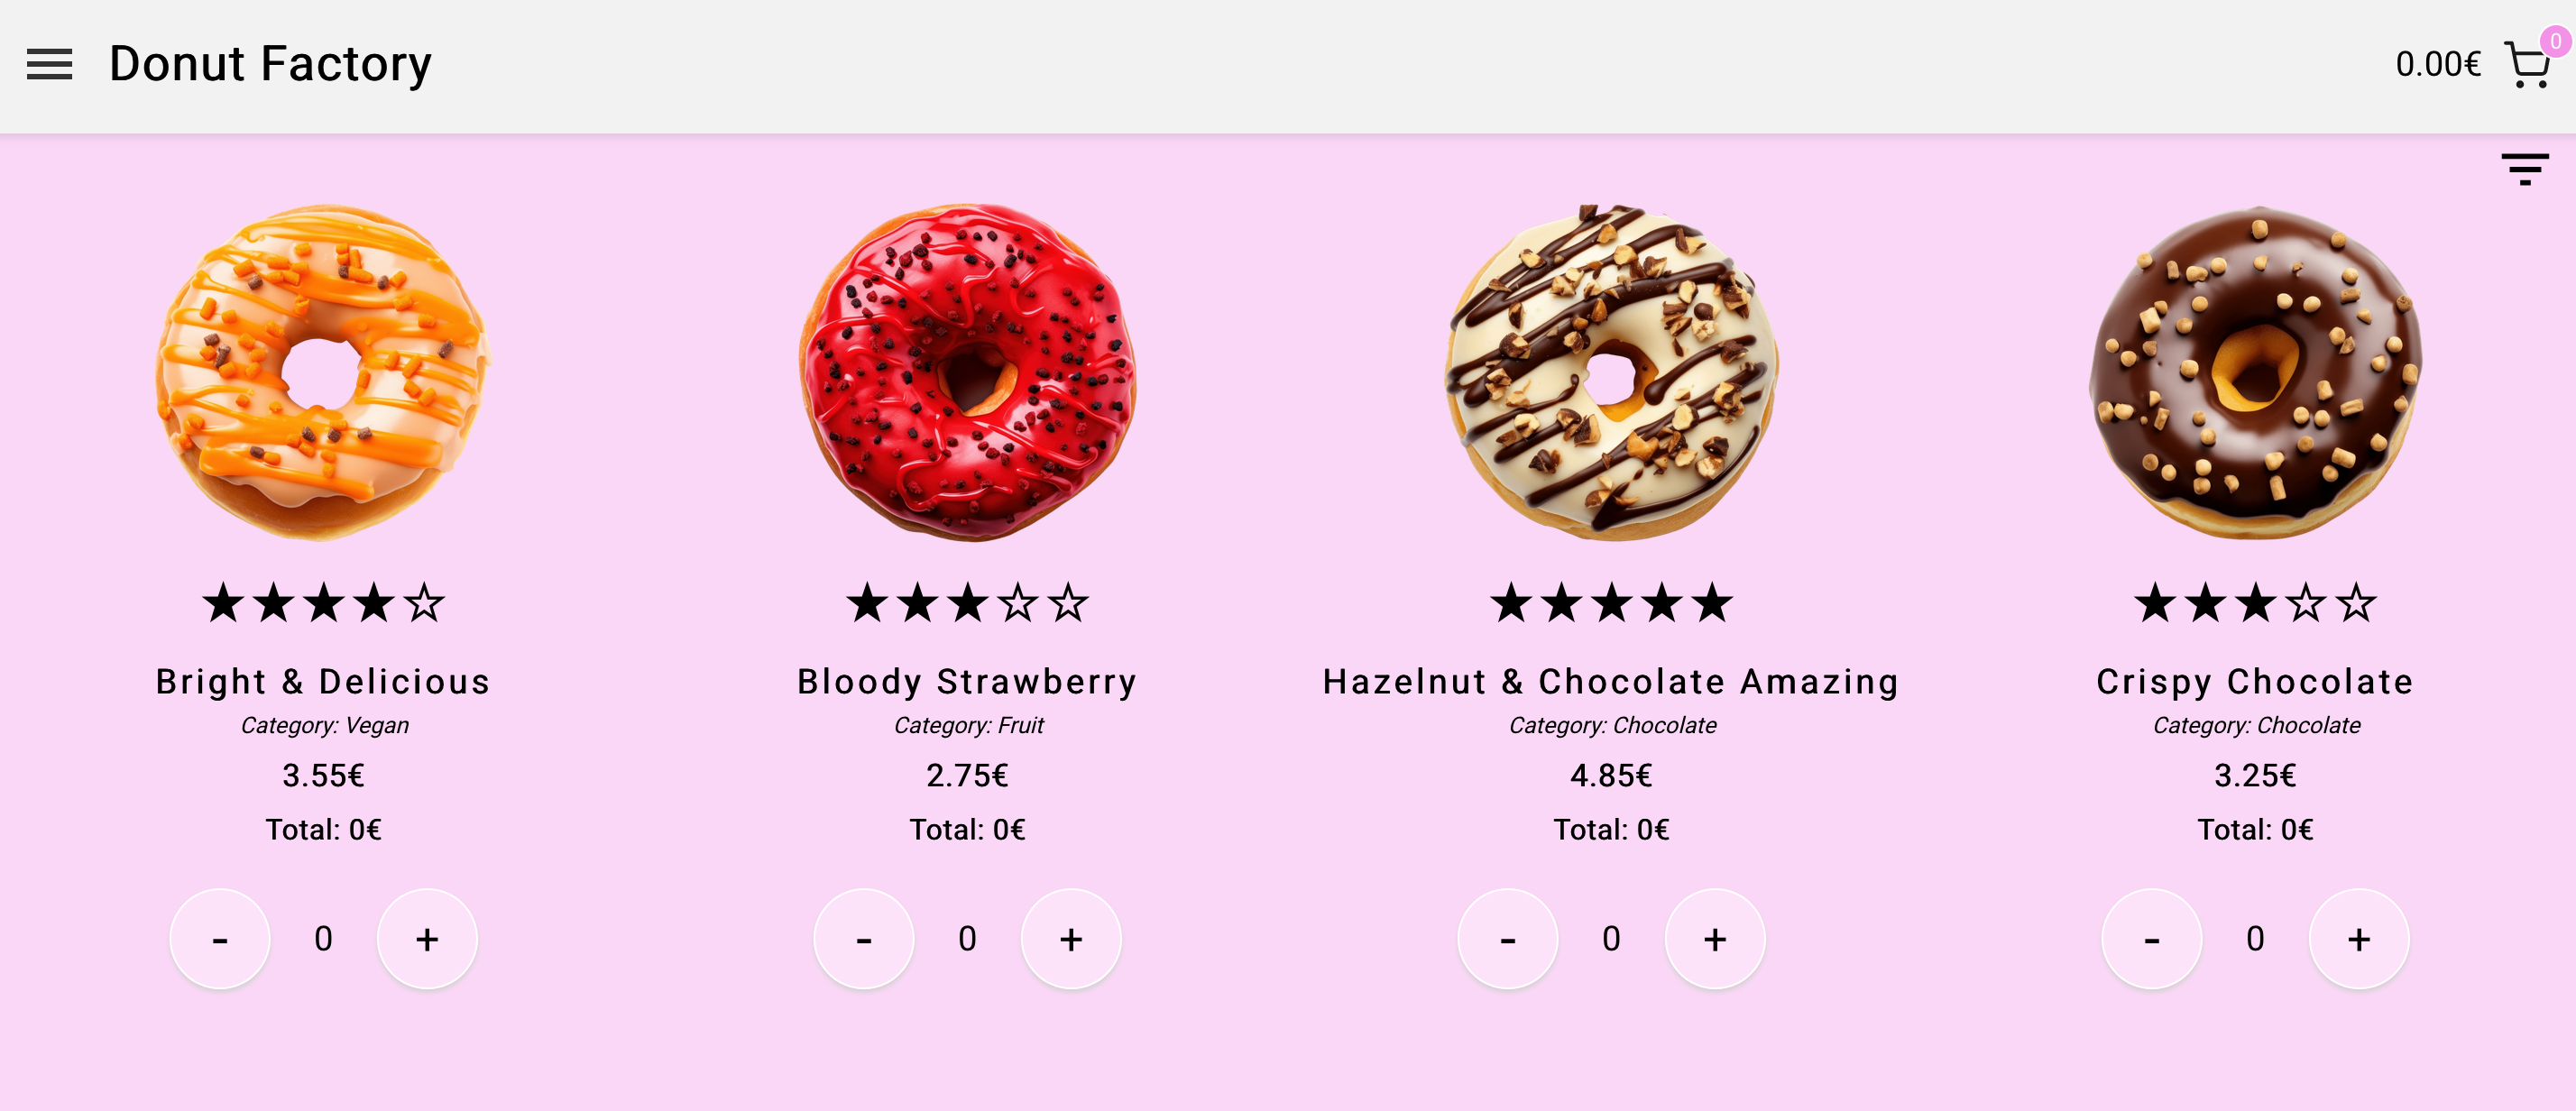 Donut Factory
0.00€
0
Bright & Delicious
Category: Vegan
3.55€
Total: 0€
- 0 +
Bloody Strawberry
Category: Fruit
2.75€
Total: 0€
- 0 +
Hazelnut & Chocolate Amazing
Category: Chocolate
4.85€
Total: 0€
- 0 +
Crispy Chocolate
Category: Chocolate
3.25€
Total: 0€
- 0 +